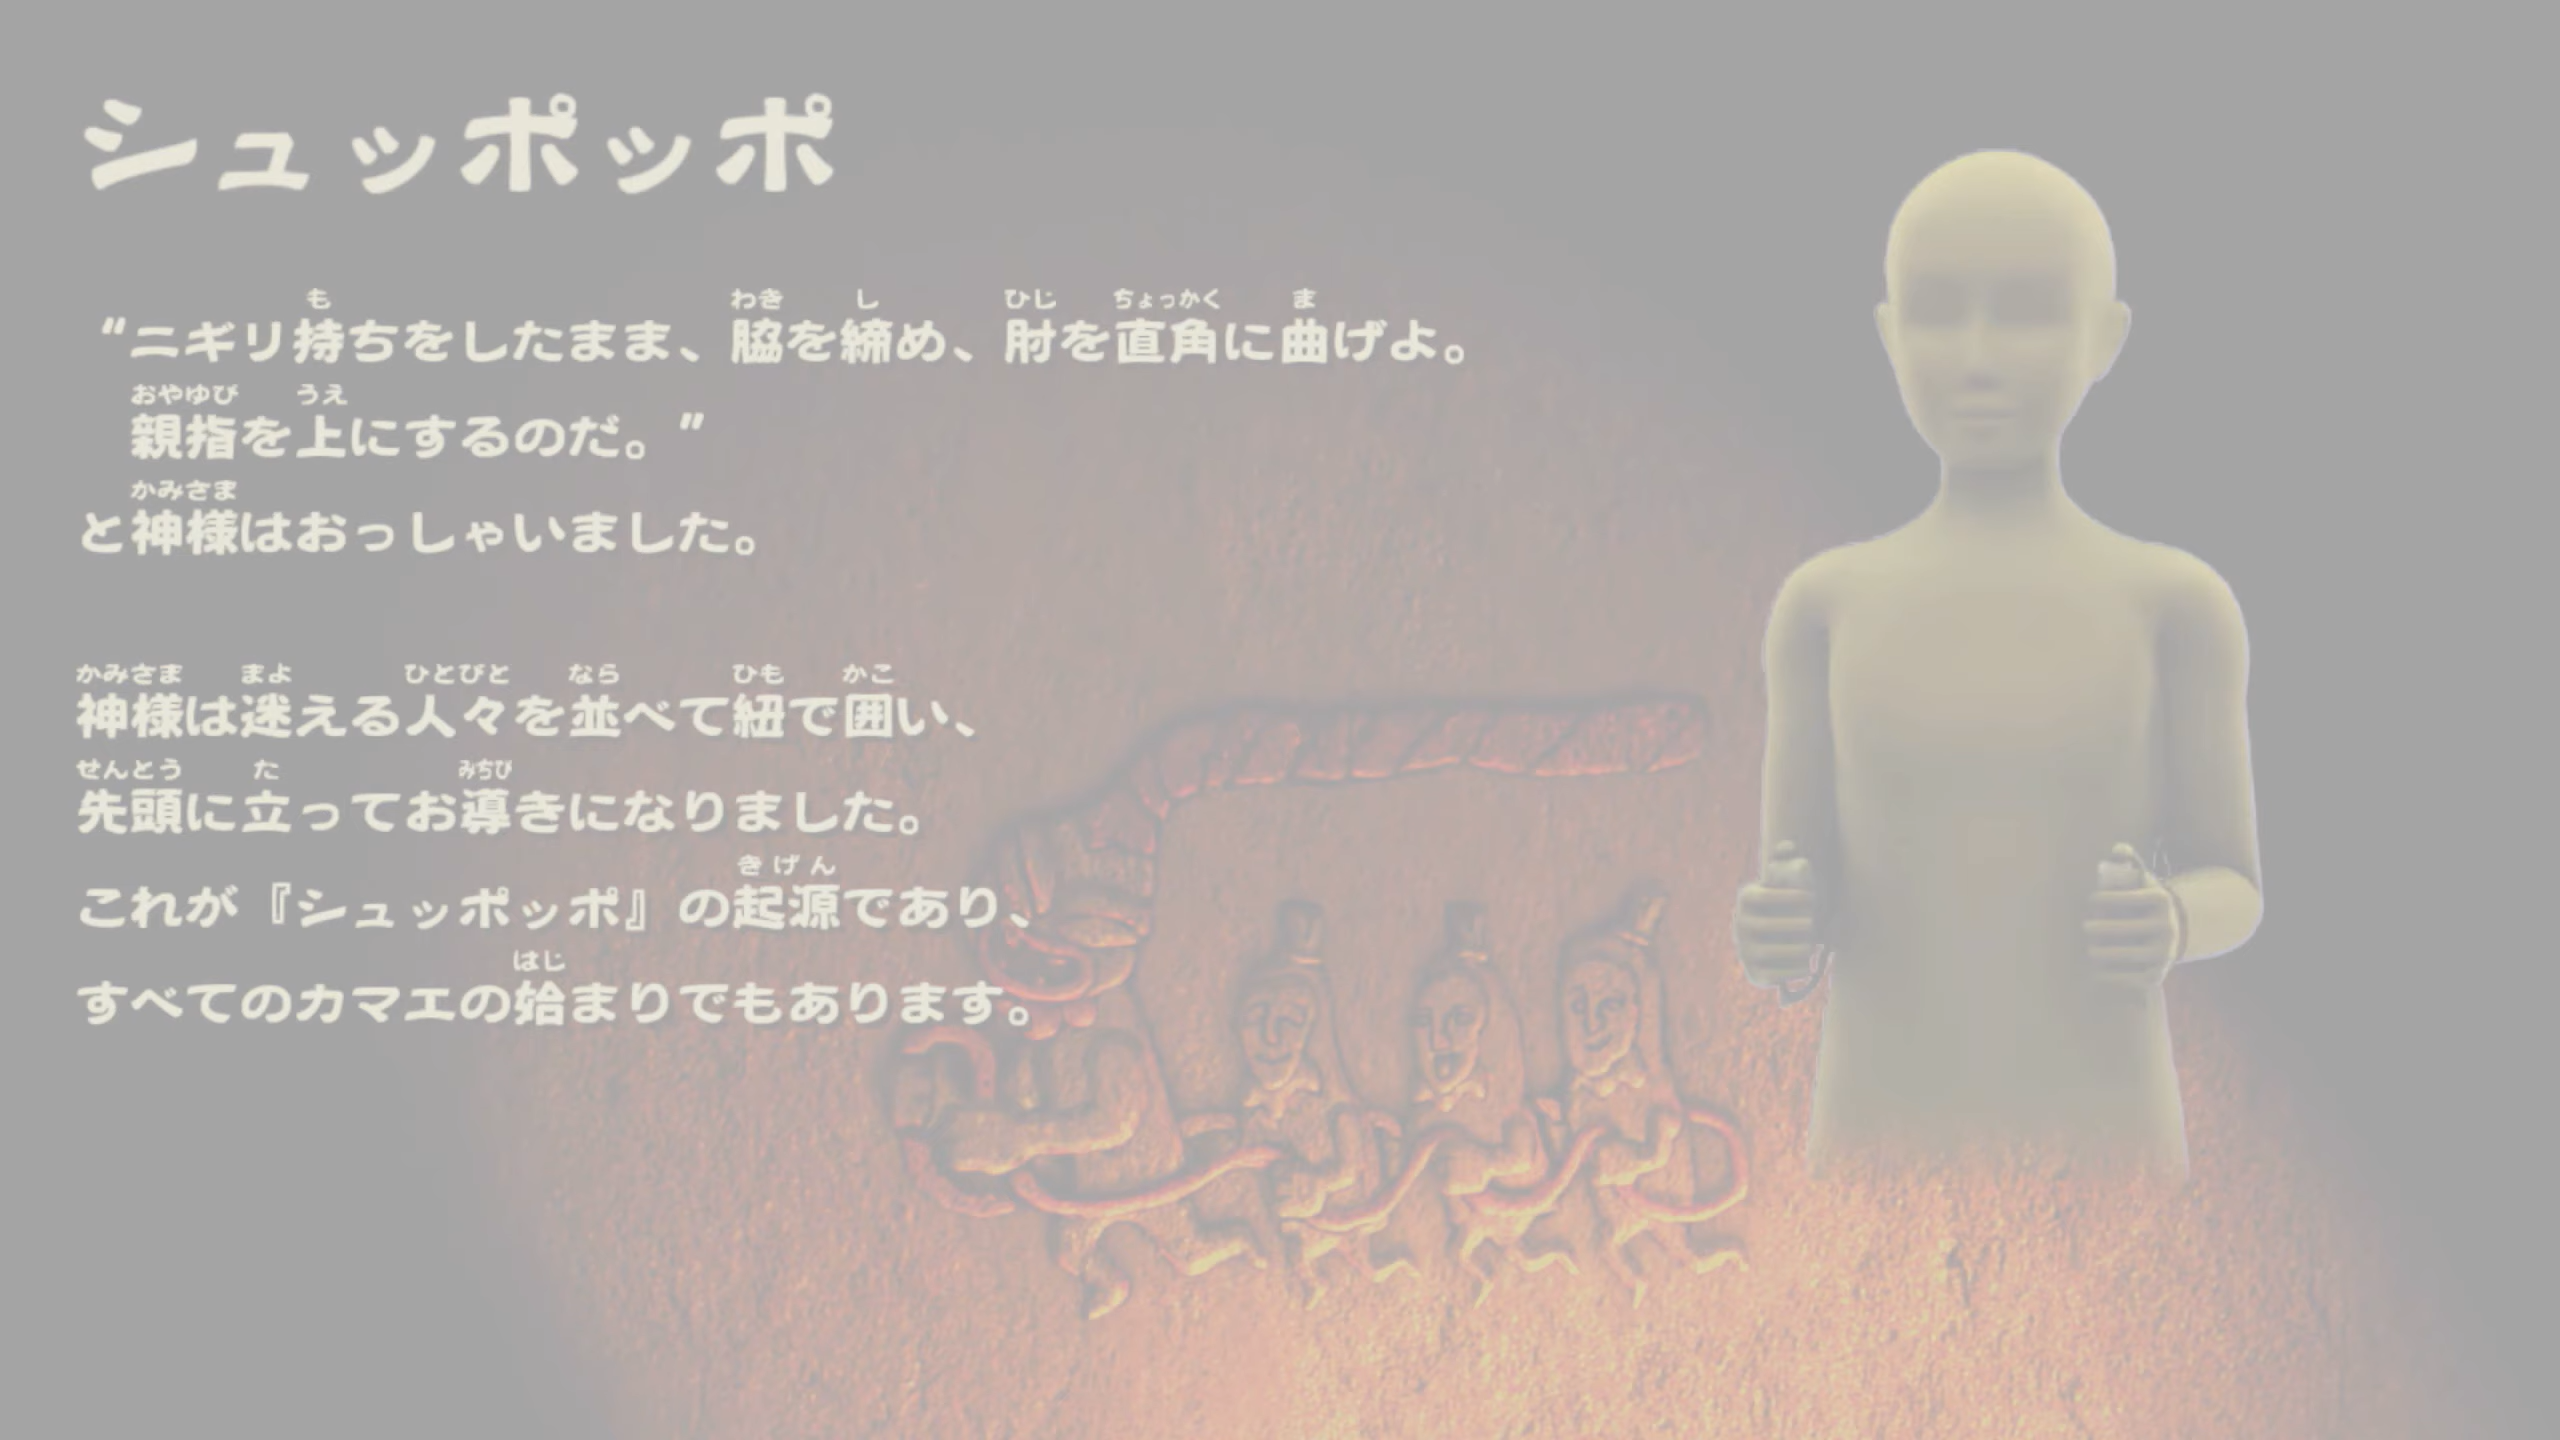 シュッポッポ
“ニギリ持ちをしたまま、脇を締め、肘を直角に曲げよ。
親指を上にするのだ。”
と神様はおっしゃいました。
神様は迷える人々を並べて紐で囲い、
先頭に立ってお導きになりました。
これが『シュッポッポ』の起源であり、
すべてのカマエの始まりでもあります。